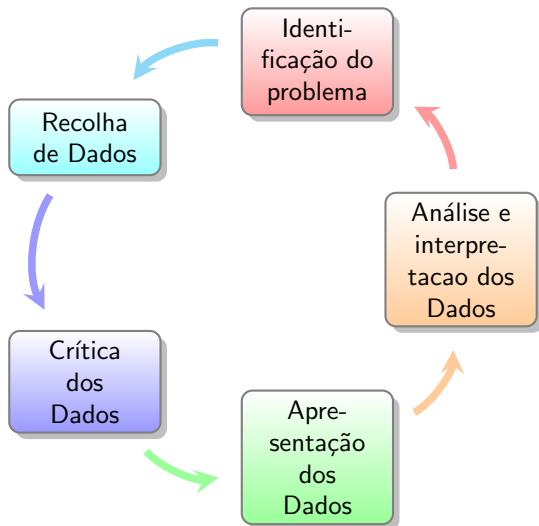 Identi-
ficação do
problema
Recolha
de Dados
Crítica
dos
Dados
Apre-
sentação
dos
Dados
Análise e
interpre-
tacao dos
Dados